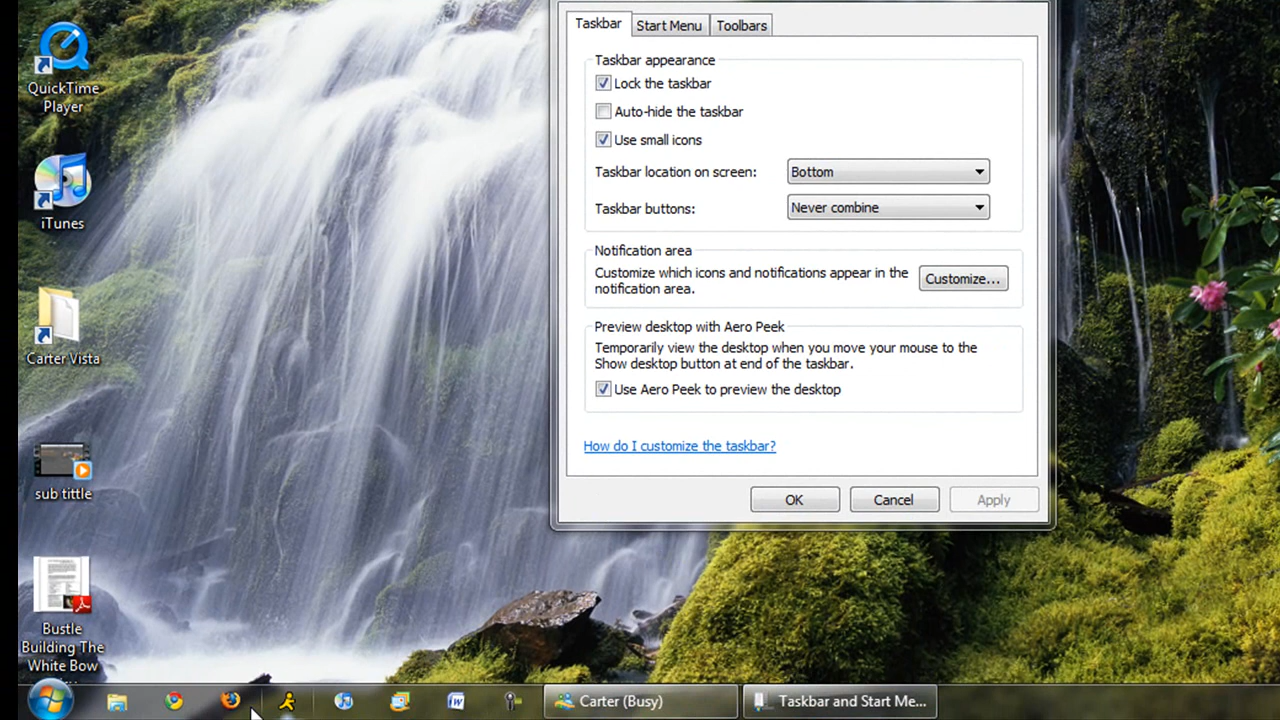 QuickTime
Player
iTunes
Carter Vista
sub tittle
Bustle
Building The
White Bow
Taskbar
Start Menu
Toolbars
Taskbar appearance
Lock the taskbar
Auto-hide the taskbar
Use small icons
Taskbar location on screen:
Bottom
Taskbar buttons:
Never combine
Notification area
Customize which icons and notifications appear in the
notification area.
Customize...
Preview desktop with Aero Peek
Temporarily view the desktop when you move your mouse to the
Show desktop button at end of the taskbar.
Use Aero Peek to preview the desktop
How do I customize the taskbar?
OK
Cancel
Apply
Carter (Busy)
Taskbar and Start Me...